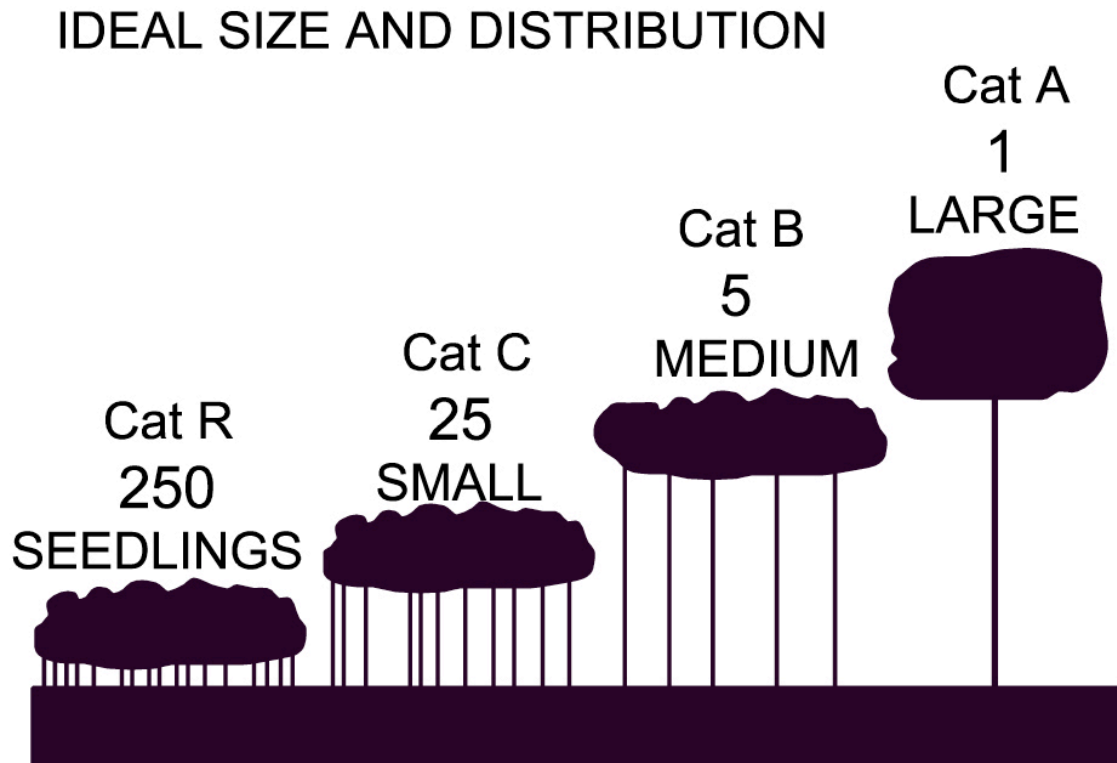 IDEAL SIZE AND DISTRIBUTION
Cat A
1
LARGE
Cat B
5
MEDIUM
Cat C
25
SMALL
Cat R
250
SEEDLINGS